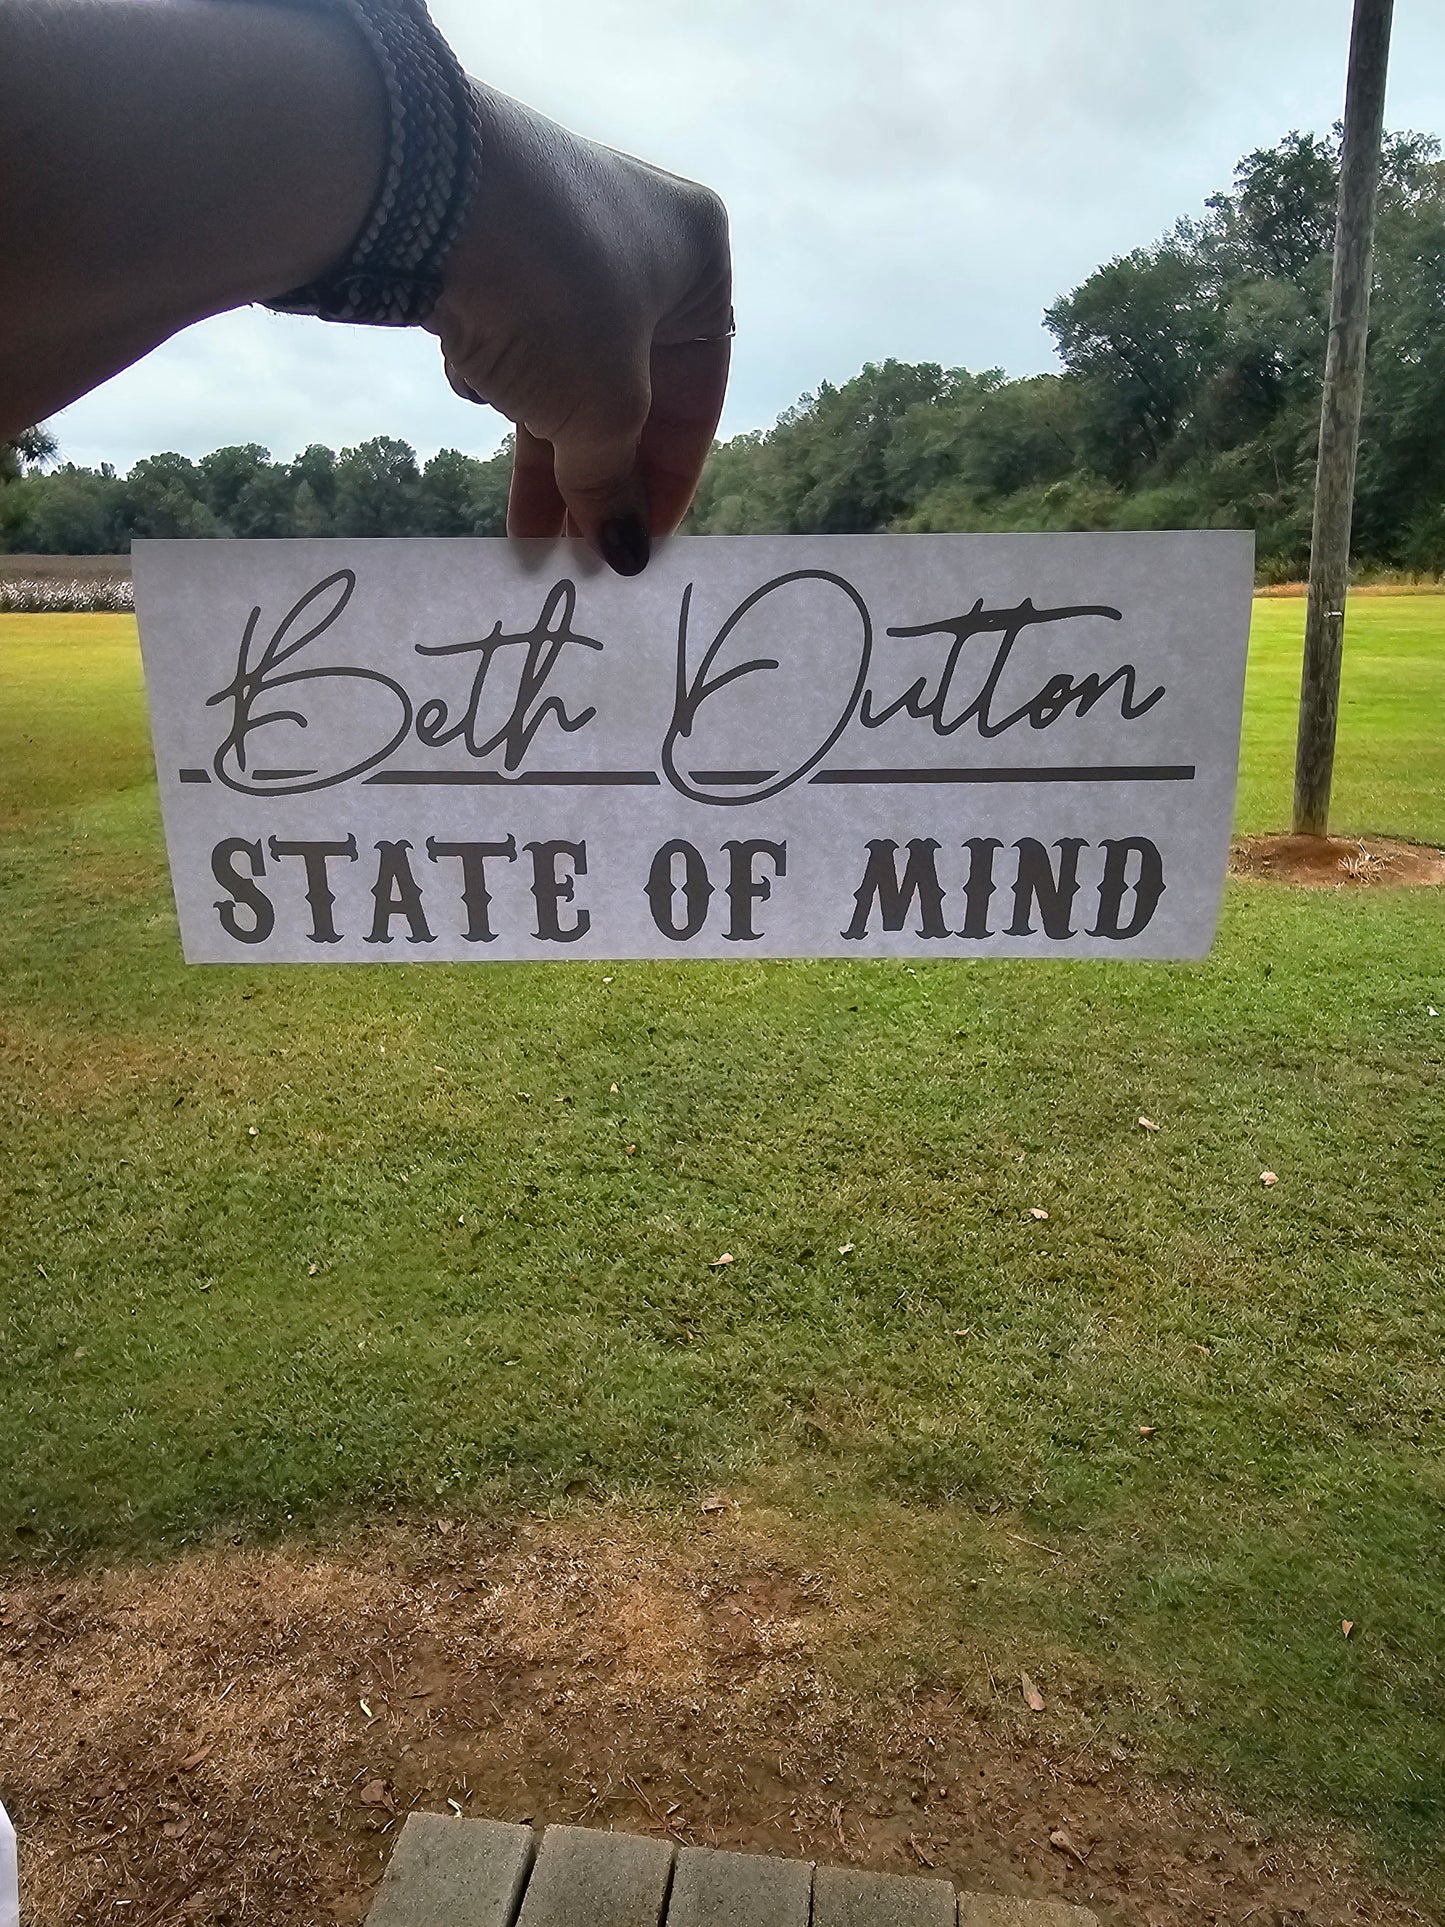 Beth Dutton
STATE OF MIND